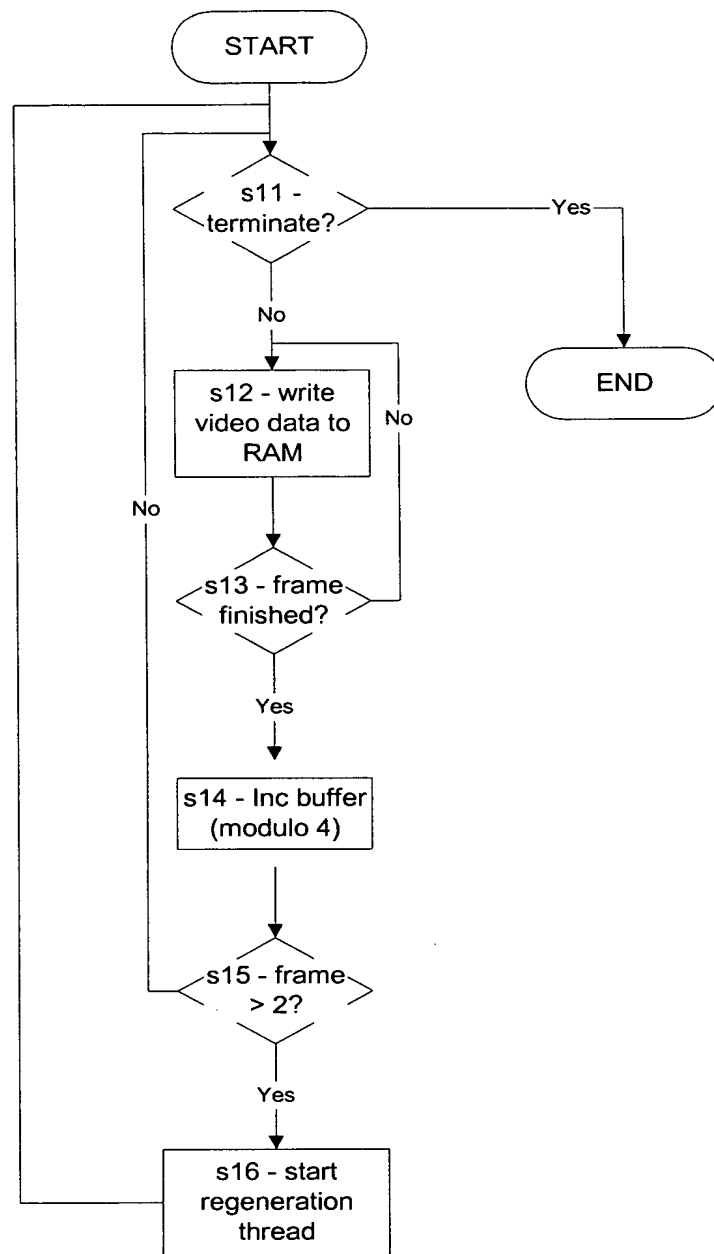 START
s11 -
terminate?
Yes
No
END
s12 - write
video data to
RAM
No
No
s13 - frame
finished?
Yes
s14 - Inc buffer
(modulo 4)
s15 - frame
> 2?
Yes
s16 - start
regeneration
thread